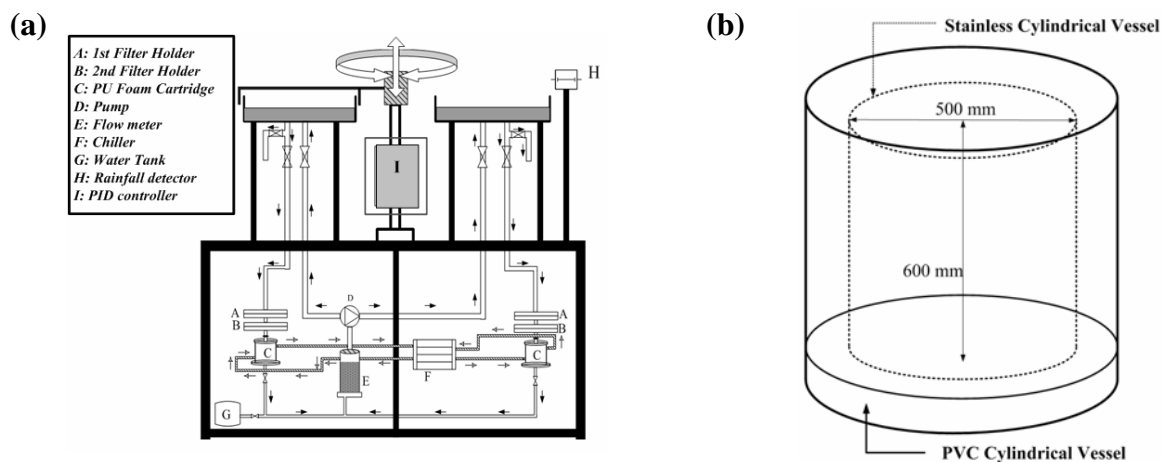 (a)
A: 1st Filter Holder
B: 2nd Filter Holder
C: PU Foam Cartridge
D: Pump
E: Flow meter
F: Chiller
G: Water Tank
H: Rainfall detector
I: PID controller
H
I
D
A
B
C
F
E
G
A
B
C
(b)
Stainless Cylindrical Vessel
500 mm
600 mm
PVC Cylindrical Vessel